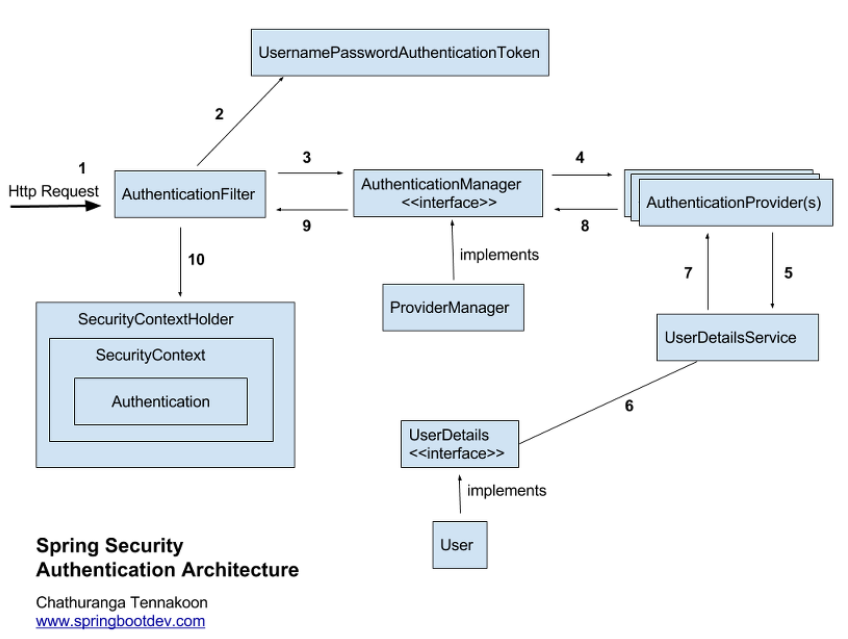 UsernamePasswordAuthenticationToken
2
1
Http Request
AuthenticationFilter
3
9
AuthenticationManager
<<interface>>
4
8
AuthenticationProvider(s)
10
implements
ProviderManager
7
5
UserDetailsService
SecurityContextHolder
SecurityContext
Authentication
6
UserDetails
<<interface>>
implements
User
Spring Security
Authentication Architecture
Chathuranga Tennakoon
www.springbootdev.com